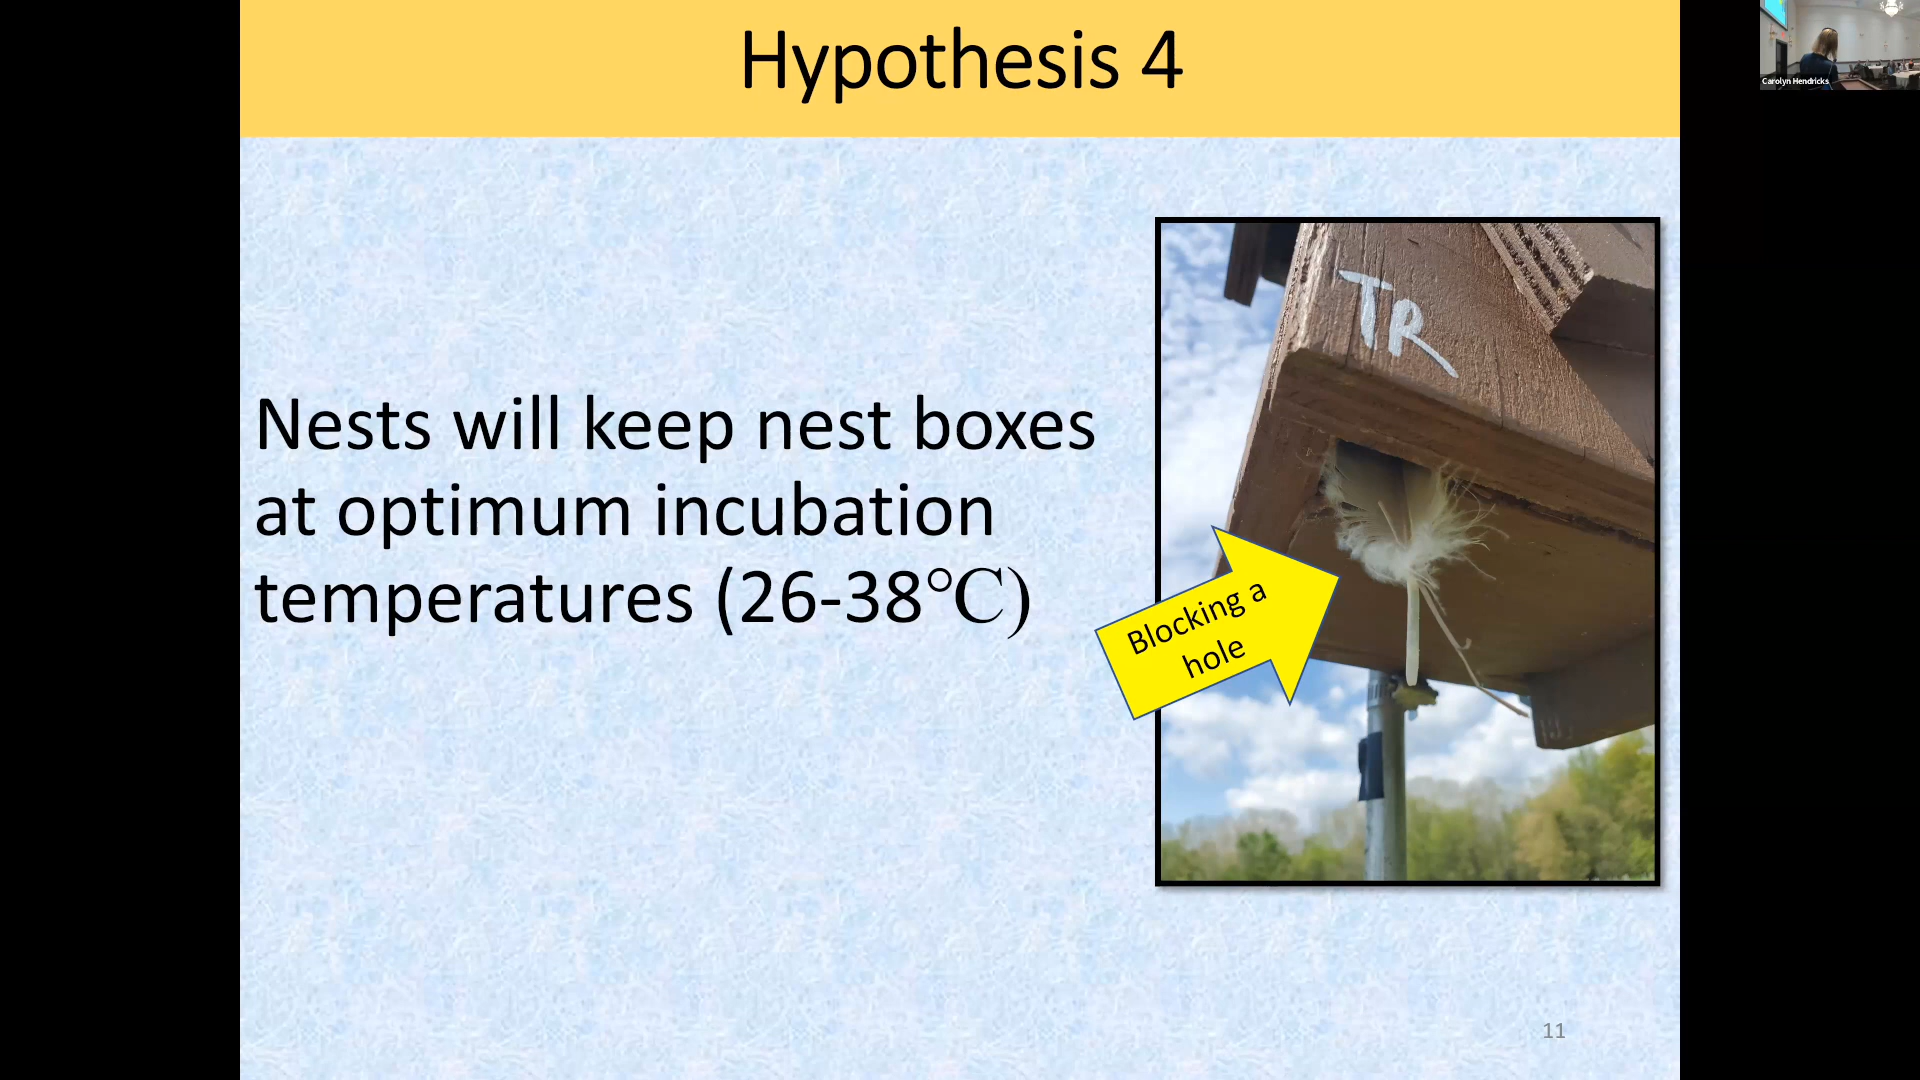 Hypothesis 4
Carolyn Hendricks
Nests will keep nest boxes
at optimum incubation
temperatures (26-38°C)
TR
Blocking a
hole
11